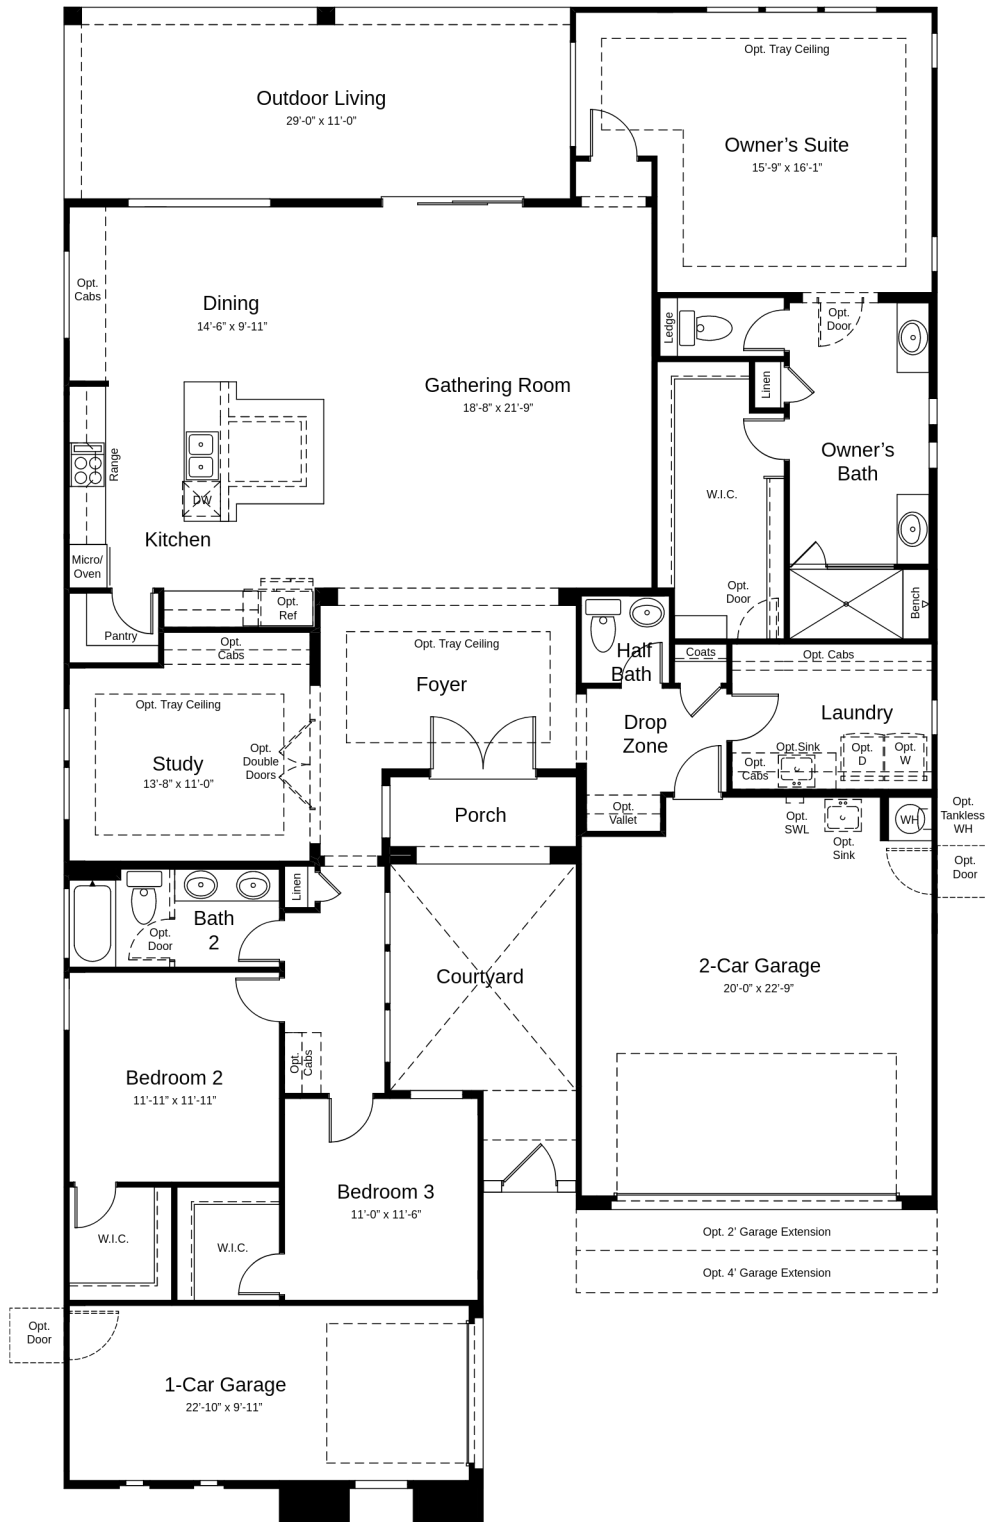 Opt. Tray Ceiling
Outdoor Living
29’-0” x 11’-0”
Owner’s Suite
15’-9” x 16’-1”
Opt.
Cabs
Dining
14’-6” x 9’-11”
Ledge
Opt.
Door
Gathering Room
18’-8” x 21’-9”
Linen
Range
Owner’s
Bath
DW
W.I.C.
Kitchen
Micro/
Oven
Opt.
Ref
Opt.
Door
Bench
Pantry
Opt.
Cabs
Opt. Tray Ceiling
Foyer
Half
Bath
Coats
Opt. Cabs
Opt. Tray Ceiling
Study
13’-8” x 11’-0”
Opt.
Double
Doors
Drop
Zone
Laundry
Opt.Sink
Opt.
Cabs
Opt.
D
Opt.
W
Porch
Opt.
Vallet
Opt.
SWL
Opt.
Sink
WH
Opt.
Tankless
WH
Opt.
Door
Linen
Bath
2
Opt.
Door
Courtyard
2-Car Garage
20’-0” x 22’-9”
Opt.
Cabs
Bedroom 2
11’-11” x 11’-11”
Bedroom 3
11’-0” x 11’-6”
W.I.C.
W.I.C.
Opt. 2’ Garage Extension
Opt. 4’ Garage Extension
Opt.
Door
1-Car Garage
22’-10” x 9’-11”